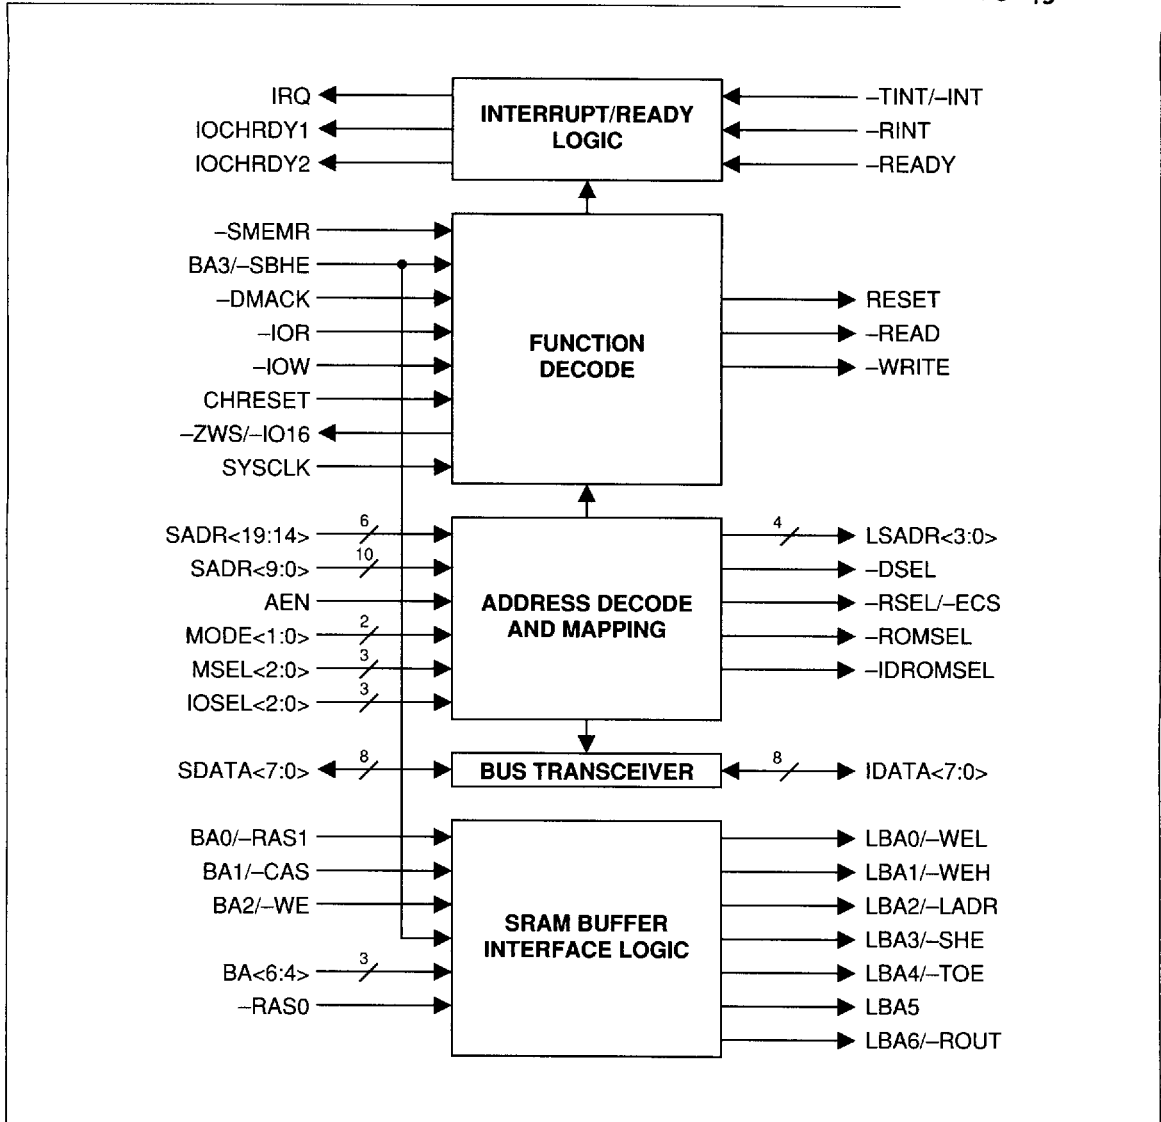 IRQ
IOCHRDY1
IOCHRDY2
INTERRUPT/READY
LOGIC
–TINT/–INT
–RINT
–READY
–SMEMR
BA3/–SBHE
–DMACK
–IOR
–IOW
CHRESET
–ZWS/–IO16
SYSCLK
FUNCTION
DECODE
RESET
–READ
–WRITE
SADR<19:14> 6
SADR<9:0> 10
AEN
MODE<1:0> 2
MSEL<2:0> 3
IOSEL<2:0> 3
ADDRESS DECODE
AND MAPPING
4 LSADR<3:0>
–DSEL
–RSEL/–ECS
–ROMSEL
–IDROMSEL
SDATA<7:0> 8
BUS TRANSCEIVER
8 IDATA<7:0>
BA0/–RAS1
BA1/–CAS
BA2/–WE
BA<6:4> 3
–RAS0
SRAM BUFFER
INTERFACE LOGIC
LBA0/–WEL
LBA1/–WEH
LBA2/–LADR
LBA3/–SHE
LBA4/–TOE
LBA5
LBA6/–ROUT